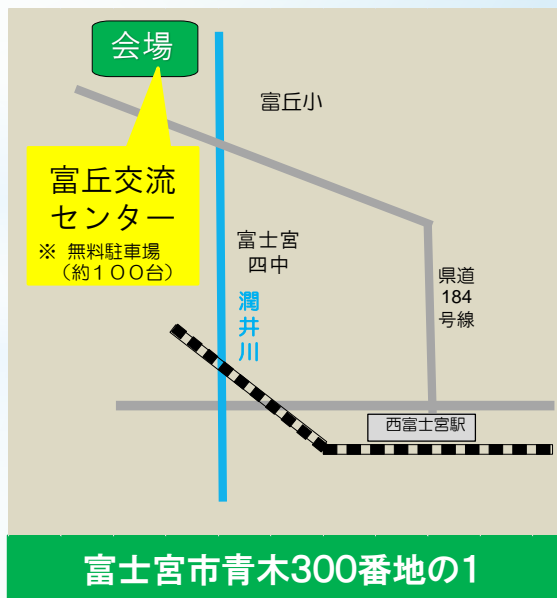 会場
富丘小
富丘交流
センター
※ 無料駐車場
(約100台)
富士宮
四中
潤井川
県道
184
号線
西富士宮駅
富士宮市青木300番地の1